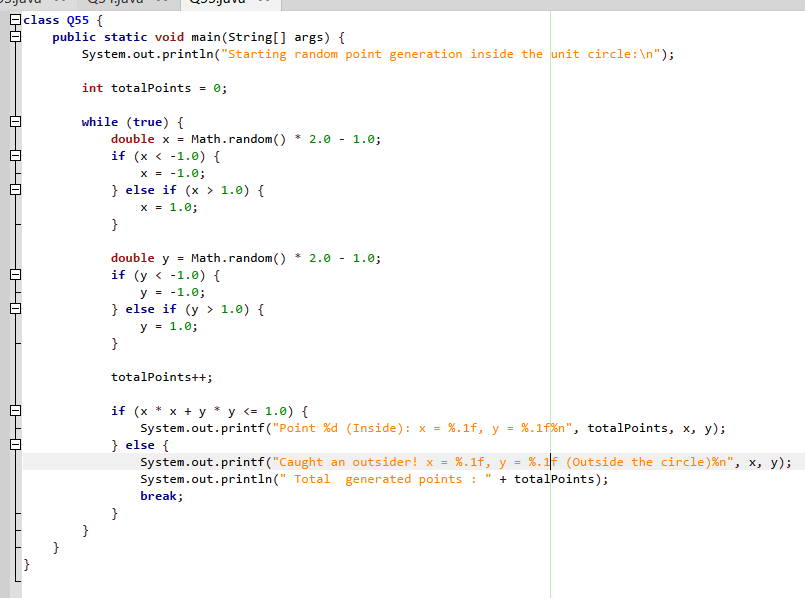 Q55.java
class Q55 {
    public static void main(String[] args) {
        System.out.println("Starting random point generation inside the unit circle:\n");

        int totalPoints = 0;

        while (true) {
            double x = Math.random() * 2.0 - 1.0;
            if (x < -1.0) {
                x = -1.0;
            } else if (x > 1.0) {
                x = 1.0;
            }

            double y = Math.random() * 2.0 - 1.0;
            if (y < -1.0) {
                y = -1.0;
            } else if (y > 1.0) {
                y = 1.0;
            }

            totalPoints++;

            if (x * x + y * y <= 1.0) {
                System.out.printf("Point %d (Inside): x = %.1f, y = %.1f%n", totalPoints, x, y);
            } else {
                System.out.printf("Caught an outsider! x = %.1f, y = %.1f (Outside the circle)%n", x, y);
                System.out.println(" Total  generated points : " + totalPoints);
                break;
            }
        }
    }
}